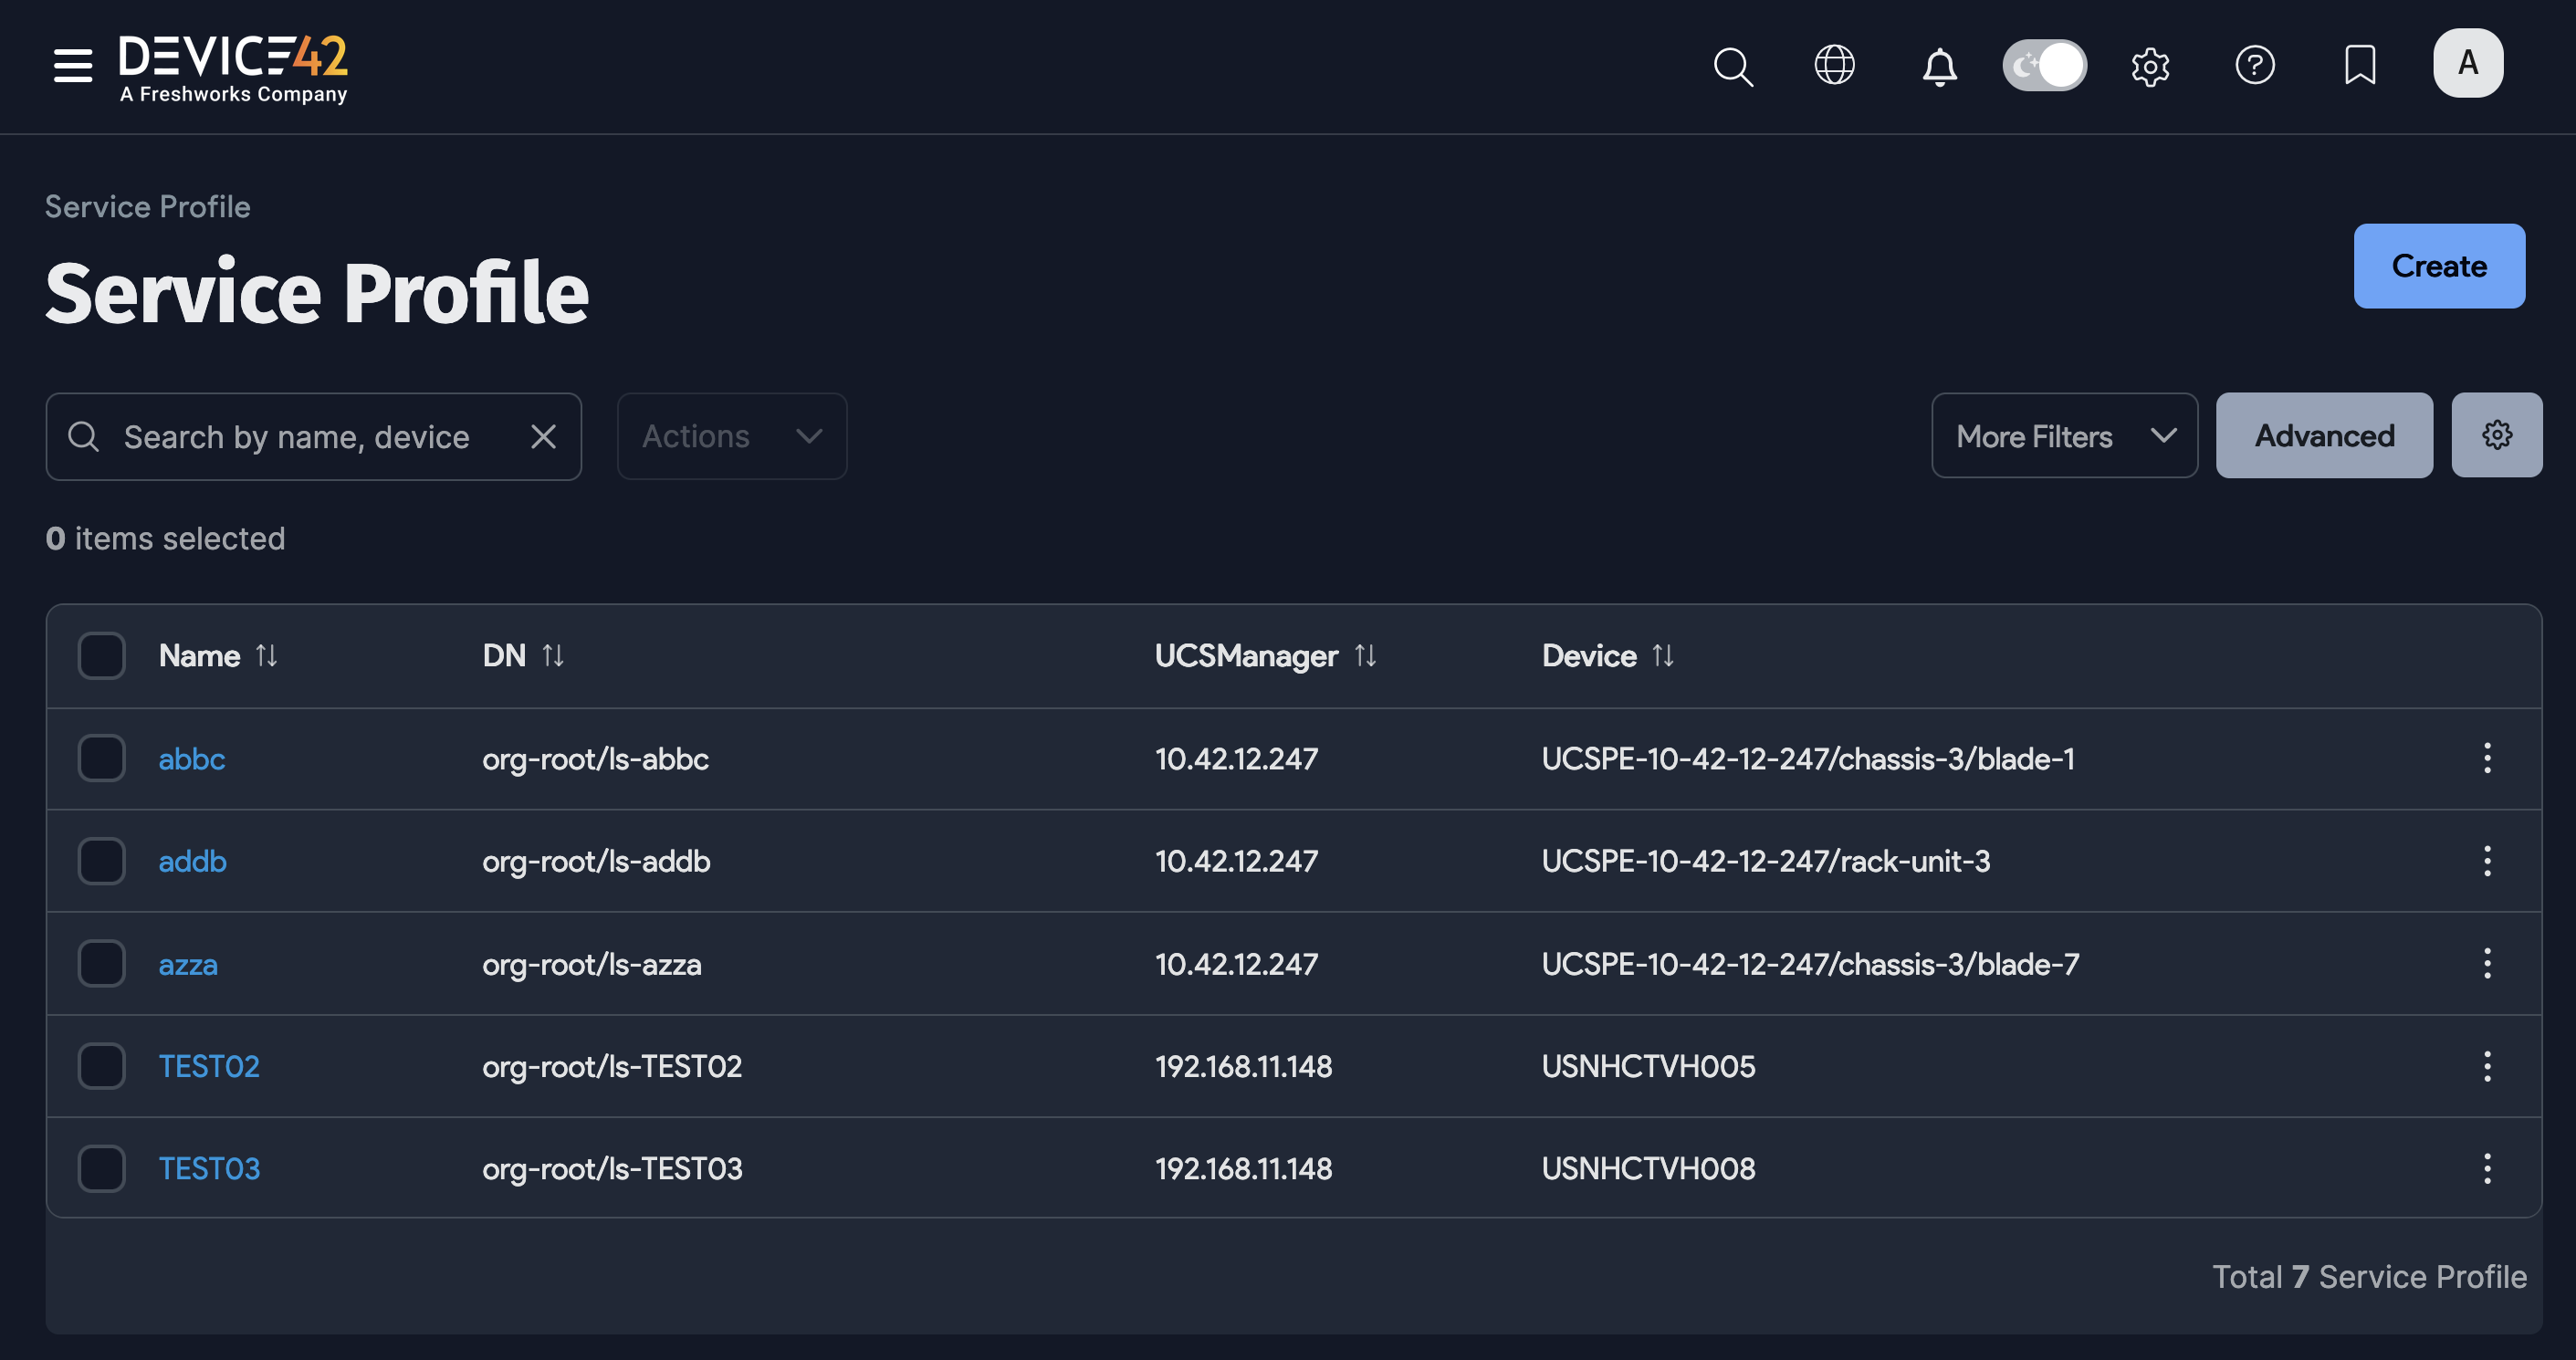 DEVICE42
A Freshworks Company
A
Service Profile
Service Profile
Create
Search by name, device
Actions
More Filters
Advanced
0 items selected
Name DN UCSManager Device
abbc org-root/ls-abbc 10.42.12.247 UCSPE-10-42-12-247/chassis-3/blade-1
addb org-root/ls-addb 10.42.12.247 UCSPE-10-42-12-247/rack-unit-3
azza org-root/ls-azza 10.42.12.247 UCSPE-10-42-12-247/chassis-3/blade-7
TEST02 org-root/ls-TEST02 192.168.11.148 USNHCTVH005
TEST03 org-root/ls-TEST03 192.168.11.148 USNHCTVH008
Total 7 Service Profile